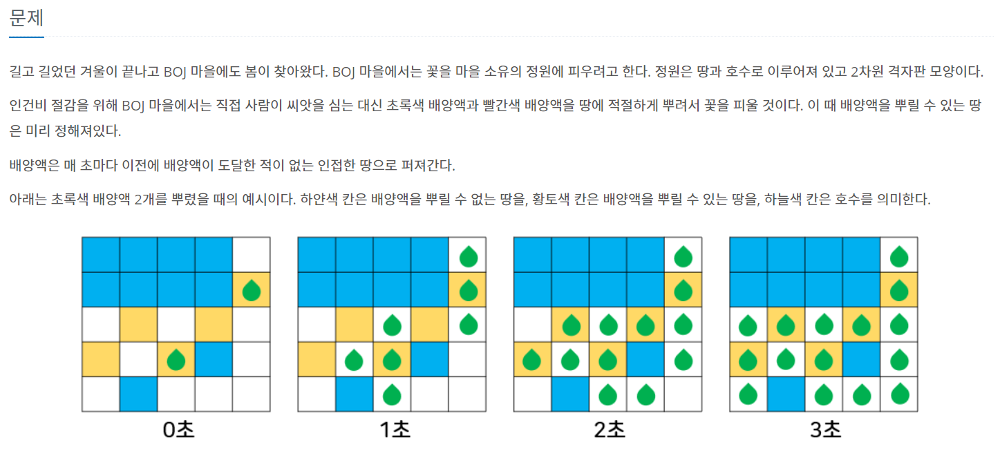 문제
길고 길었던 겨울이 끝나고 BOJ 마을에도 봄이 찾아왔다. BOJ 마을에서는 꽃을 마을 소유의 정원에 피우려고 한다. 정원은 땅과 호수로 이루어져 있고 2차원 격자판 모양이다.
인건비 절감을 위해 BOJ 마을에서는 직접 사람이 씨앗을 심는 대신 초록색 배양액과 빨간색 배양액을 땅에 적절하게 뿌려서 꽃을 피울 것이다. 이 때 배양액을 뿌릴 수 있는 땅
은 미리 정해져있다.
배양액은 매 초마다 이전에 배양액이 도달한 적이 없는 인접한 땅으로 퍼져간다.
아래는 초록색 배양액 2개를 뿌렸을 때의 예시이다. 하얀색 칸은 배양액을 뿌릴 수 없는 땅을, 황토색 칸은 배양액을 뿌릴 수 있는 땅을, 하늘색 칸은 호수를 의미한다.
0초 1초 2초 3초